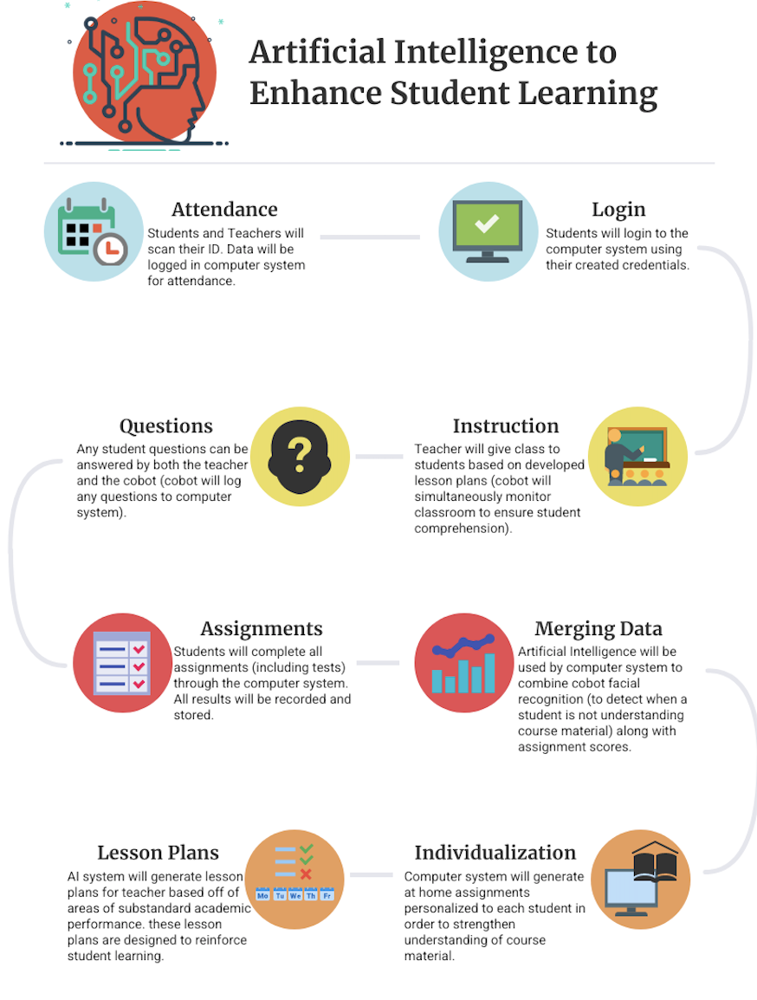 Artificial Intelligence to
Enhance Student Learning
Attendance
Students and Teachers will
scan their ID. Data will be
logged in computer system
for attendance.
Login
Students will login to the
computer system using
their created credentials.
Instruction
Teacher will give class to
students based on developed
lesson plans (cobot will
simultaneously monitor
classroom to ensure student
comprehension).
Questions
Any student questions can be
answered by both the teacher
and the cobot (cobot will log
any questions to computer
system).
?
Assignments
Students will complete all
assignments (including tests)
through the computer system.
All results will be recorded and
stored.
Merging Data
Artificial Intelligence will be
used by computer system to
combine cobot facial
recognition (to detect when a
student is not understanding
course material) along with
assignment scores.
Individualization
Computer system will generate
at home assignments
personalized to each student in
order to strengthen
understanding of course
material.
Lesson Plans
AI system will generate lesson
plans for teacher based off of
areas of substandard academic
performance. these lesson
plans are designed to reinforce
student learning.
Mo Tu We Th Fr